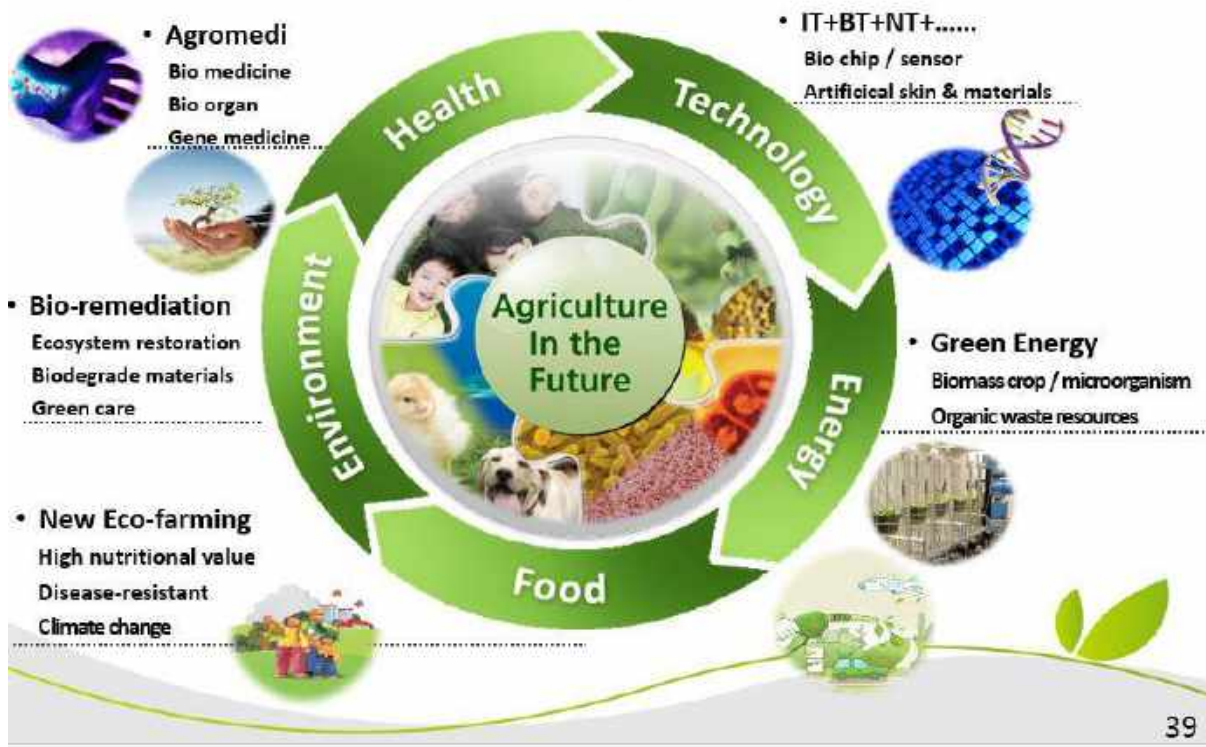 • Agromedi
Bio medicine
Bio organ
Gene medicine
• IT+BT+NT+......
Bio chip / sensor
Artificical skin & materials
Health
Technology
Environment
Energy
Food
Agriculture
In the
Future
• Bio-remediation
Ecosystem restoration
Biodegrade materials
Green care
• Green Energy
Biomass crop / microorganism
Organic waste resources
• New Eco-farming
High nutritional value
Disease-resistant
Climate change
39